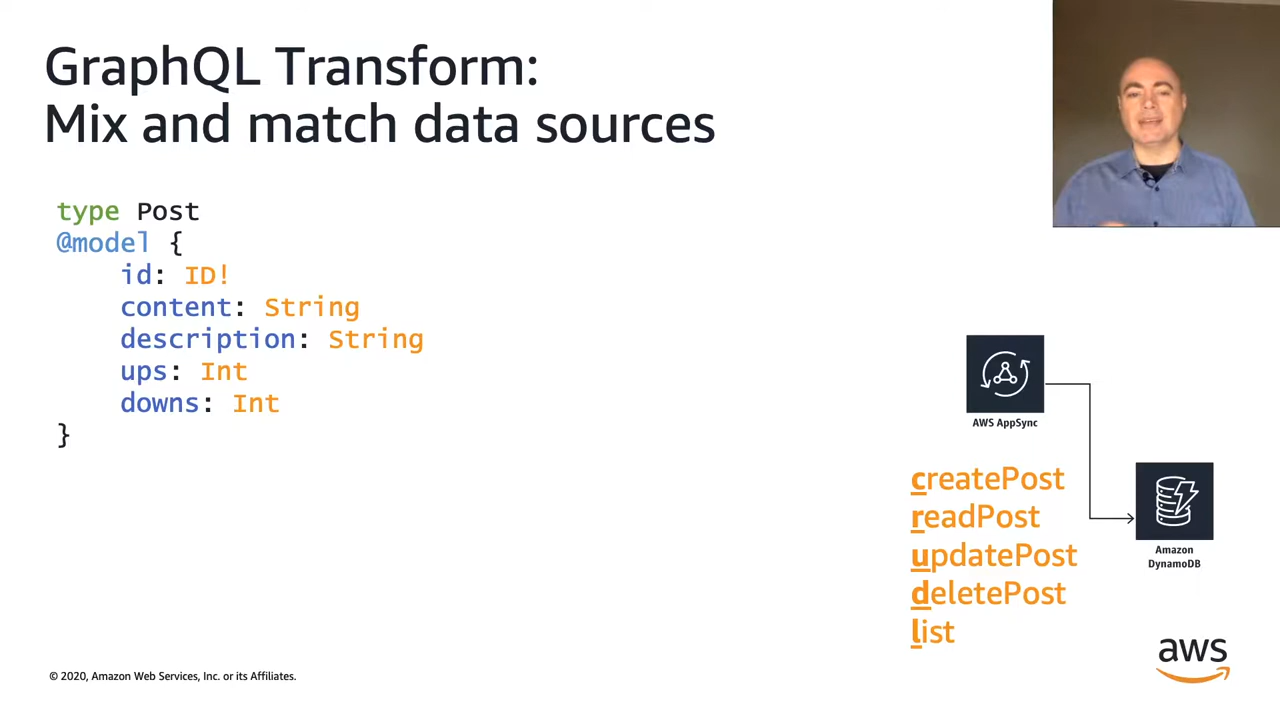 GraphQL Transform:
Mix and match data sources
type Post
@model {
id: ID!
content: String
description: String
ups: Int
downs: Int
}
AWS AppSync
createPost
readPost
updatePost
deletePost
list
Amazon
DynamoDB
© 2020, Amazon Web Services, Inc. or its Affiliates.
aws